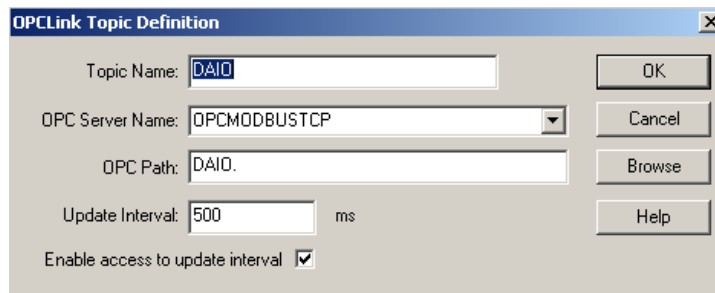 OPCLink Topic Definition
Topic Name: DAIO OK
OPC Server Name: OPCMODBUSTCP Cancel
OPC Path: DAIO. Browse
Update Interval: 500 ms Help
Enable access to update interval